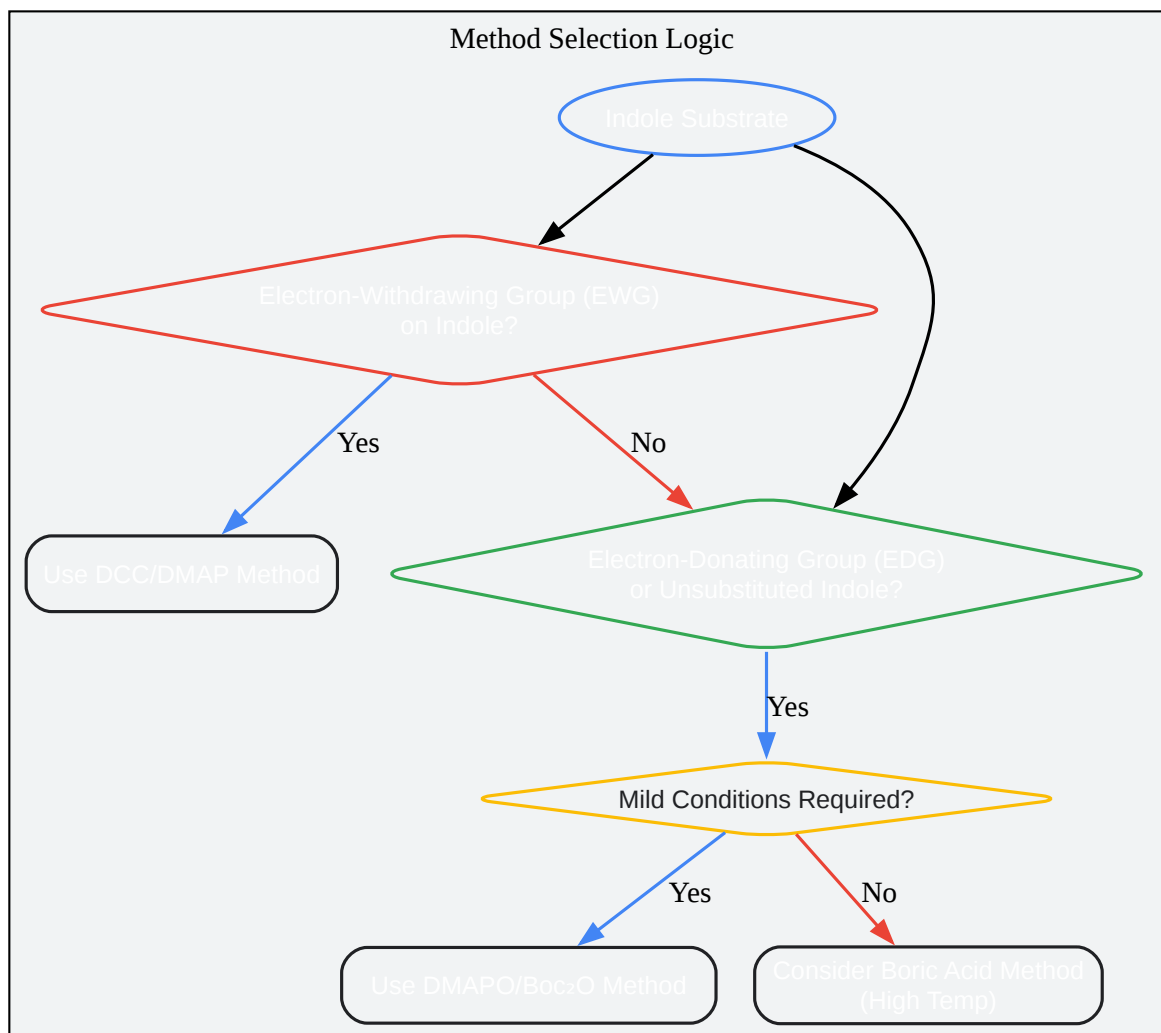 Method Selection Logic
Indole Substrate
Electron-Withdrawing Group (EWG)
on Indole?
Yes
No
Use DCC/DMAP Method
Electron-Donating Group (EDG)
or Unsubstituted Indole?
Yes
Mild Conditions Required?
Yes
No
Use DMAPO/Boc₂O Method
Consider Boric Acid Method
(High Temp)